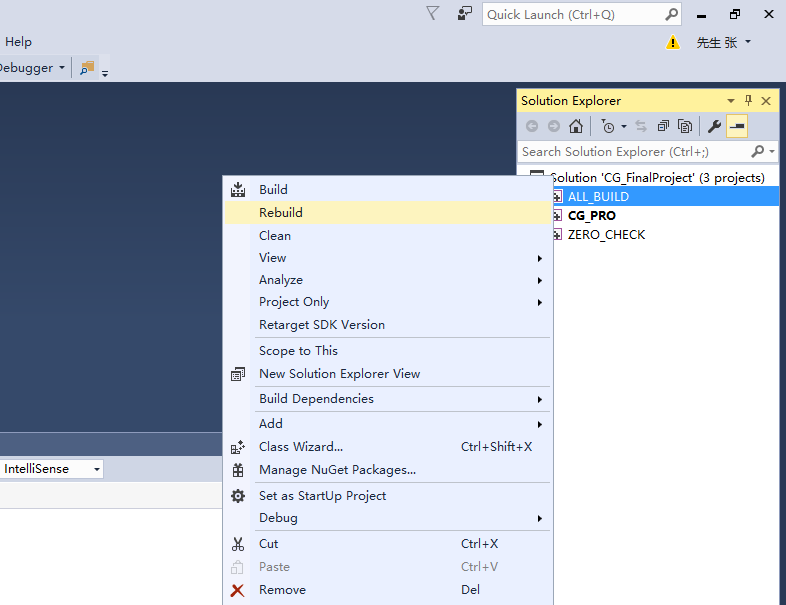 Quick Launch (Ctrl+Q)
Help
先生 张
Debugger
Solution Explorer
Search Solution Explorer (Ctrl+;)
Solution 'CG_FinalProject' (3 projects)
ALL_BUILD
CG_PRO
ZERO_CHECK
Build
Rebuild
Clean
View
Analyze
Project Only
Retarget SDK Version
Scope to This
New Solution Explorer View
Build Dependencies
Add
Class Wizard... Ctrl+Shift+X
Manage NuGet Packages...
Set as StartUp Project
Debug
Cut Ctrl+X
Paste Ctrl+V
Remove Del
IntelliSense